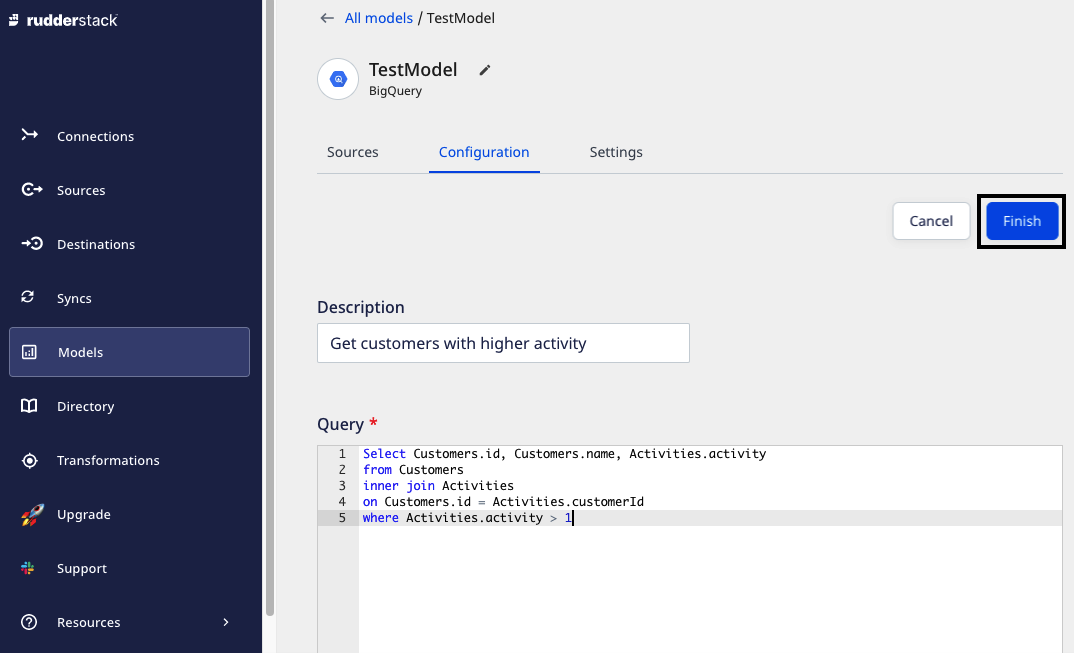 rudderstack
Connections
Sources
Destinations
Syncs
Models
Directory
Transformations
Upgrade
Support
Resources
All models / TestModel
TestModel
BigQuery
Sources Configuration Settings
Cancel Finish
Description
Get customers with higher activity
Query *
1 Select Customers.id, Customers.name, Activities.activity
2 from Customers
3 inner join Activities
4 on Customers.id = Activities.customerId
5 where Activities.activity > 1